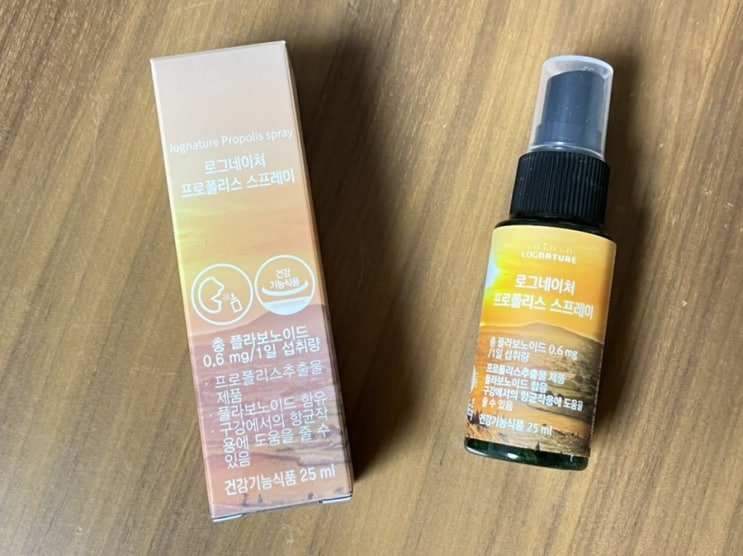 lognature Propolis spray
로그네이처
프로폴리스 스프레이
건강
기능식품
총 플라보노이드
0.6 mg/1일 섭취량
· 프로폴리스추출물
제품
· 플라보노이드 함유
· 구강에서의 항균작
용에 도움을 줄 수
있음
건강기능식품 25 ml
LOGNATURE
로그네이처
프로폴리스 스프레이
총 플라보노이드 0.6 mg
/1일 섭취량
프로폴리스추출물 제품
플라보노이드 함유
구강에서의 항균작용에 도움을
줄 수 있음
건강기능식품 25 ml